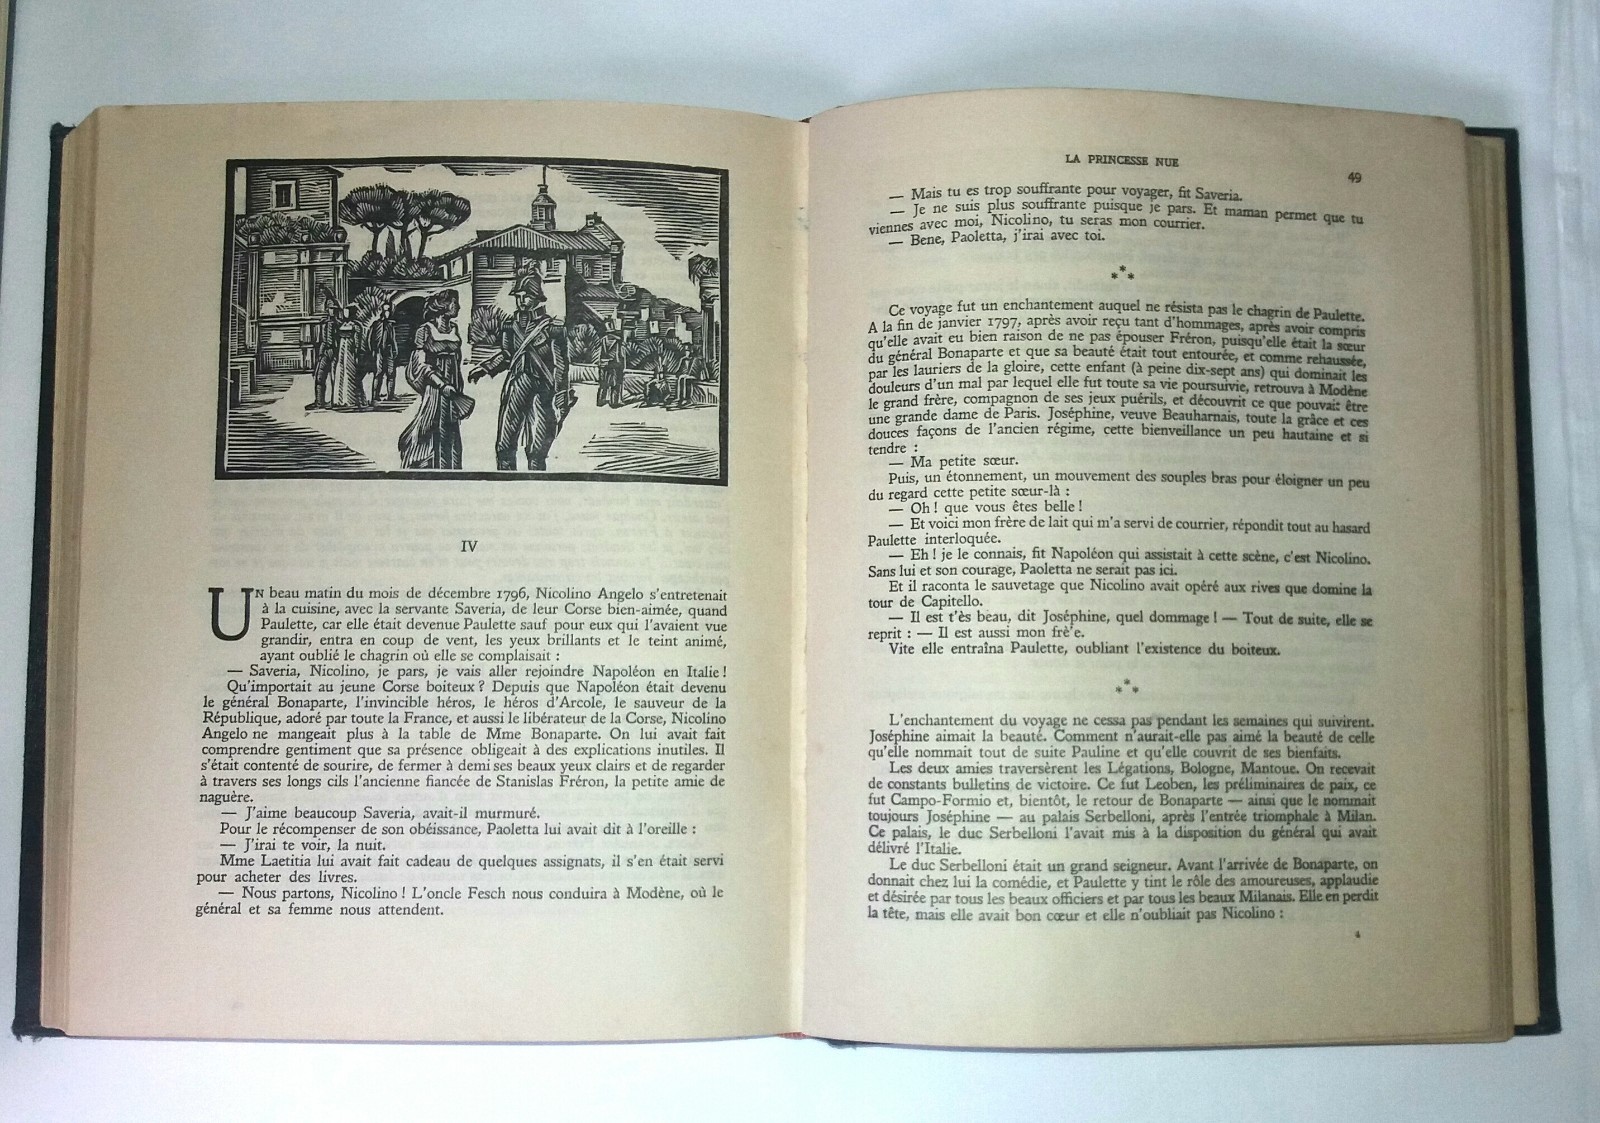 IV
UN beau matin du mois de décembre 1796, Nicolino Angelo s'entretenait
à la cuisine, avec la servante Saveria, de leur Corse bien-aimée, quand
Paulette, car elle était devenue Paulette sauf pour eux qui l'avaient vue
grandir, entra en coup de vent, les yeux brillants et le teint animé,
ayant oublié le chagrin où elle se complaisait :
— Saveria, Nicolino, je pars, je vais aller rejoindre Napoléon en Italie !
Qu'importait au jeune Corse boiteux ? Depuis que Napoléon était devenu
le général Bonaparte, l'invincible héros, le héros d'Arcole, le sauveur de la
République, adoré par toute la France, et aussi le libérateur de la Corse, Nicolino
Angelo ne mangeait plus à la table de Mme Bonaparte. On lui avait fait
comprendre gentiment que sa présence obligeait à des explications inutiles. Il
s'était contenté de sourire, de fermer à demi ses beaux yeux clairs et de regarder
à travers ses longs cils l'ancienne fiancée de Stanislas Fréron, la petite amie de
naguère.
— J'aime beaucoup Saveria, avait-il murmuré.
Pour le récompenser de son obéissance, Paoletta lui avait dit à l'oreille :
— J'irai te voir, la nuit.
Mme Laetitia lui avait fait cadeau de quelques assignats, il s'en était servi
pour acheter des livres.
— Nous partons, Nicolino ! L'oncle Fesch nous conduira à Modène, où le
général et sa femme nous attendent.
LA PRINCESSE NUE
49
— Mais tu es trop souffrante pour voyager, fit Saveria.
— Je ne suis plus souffrante puisque je pars. Et maman permet que tu
viennes avec moi, Nicolino, tu seras mon courrier.
— Bene, Paoletta, j'irai avec toi.
***
Ce voyage fut un enchantement auquel ne résista pas le chagrin de Paulette.
A la fin de janvier 1797, après avoir reçu tant d'hommages, après avoir compris
qu'elle avait eu bien raison de ne pas épouser Fréron, puisqu'elle était la sœur
du général Bonaparte et que sa beauté était tout entourée, et comme rehaussée,
par les lauriers de la gloire, cette enfant (à peine dix-sept ans) qui dominait les
douleurs d'un mal par lequel elle fut toute sa vie poursuivie, retrouva à Modène
le grand frère, compagnon de ses jeux puérils, et découvrit ce que pouvait être
une grande dame de Paris. Joséphine, veuve Beauharnais, toute la grâce et ces
douces façons de l'ancien régime, cette bienveillance un peu hautaine et si
tendre :
— Ma petite sœur.
Puis, un étonnement, un mouvement des souples bras pour éloigner un peu
du regard cette petite sœur-là :
— Oh ! que vous êtes belle !
— Et voici mon frère de lait qui m'a servi de courrier, répondit tout au hasard
Paulette interloquée.
— Eh ! je le connais, fit Napoléon qui assistait à cette scène, c'est Nicolino.
Sans lui et son courage, Paoletta ne serait pas ici.
Et il raconta le sauvetage que Nicolino avait opéré aux rives que domine la
tour de Capitello.
— Il est t'ès beau, dit Joséphine, quel dommage ! — Tout de suite, elle se
reprit : — Il est aussi mon frè'e.
Vite elle entraîna Paulette, oubliant l'existence du boiteux.
***
L'enchantement du voyage ne cessa pas pendant les semaines qui suivirent.
Joséphine aimait la beauté. Comment n'aurait-elle pas aimé la beauté de celle
qu'elle nommait tout de suite Pauline et qu'elle couvrit de ses bienfaits.
Les deux amies traversèrent les Légations, Bologne, Mantoue. On recevait
de constants bulletins de victoire. Ce fut Leoben, les préliminaires de paix, ce
fut Campo-Formio et, bientôt, le retour de Bonaparte — ainsi que le nommait
toujours Joséphine — au palais Serbelloni, après l'entrée triomphale à Milan.
Ce palais, le duc Serbelloni l'avait mis à la disposition du général qui avait
délivré l'Italie.
Le duc Serbelloni était un grand seigneur. Avant l'arrivée de Bonaparte, on
donnait chez lui la comédie, et Paulette y tint le rôle des amoureuses, applaudie
et désirée par tous les beaux officiers et par tous les beaux Milanais. Elle en perdit
la tête, mais elle avait bon cœur et elle n'oubliait pas Nicolino :
4